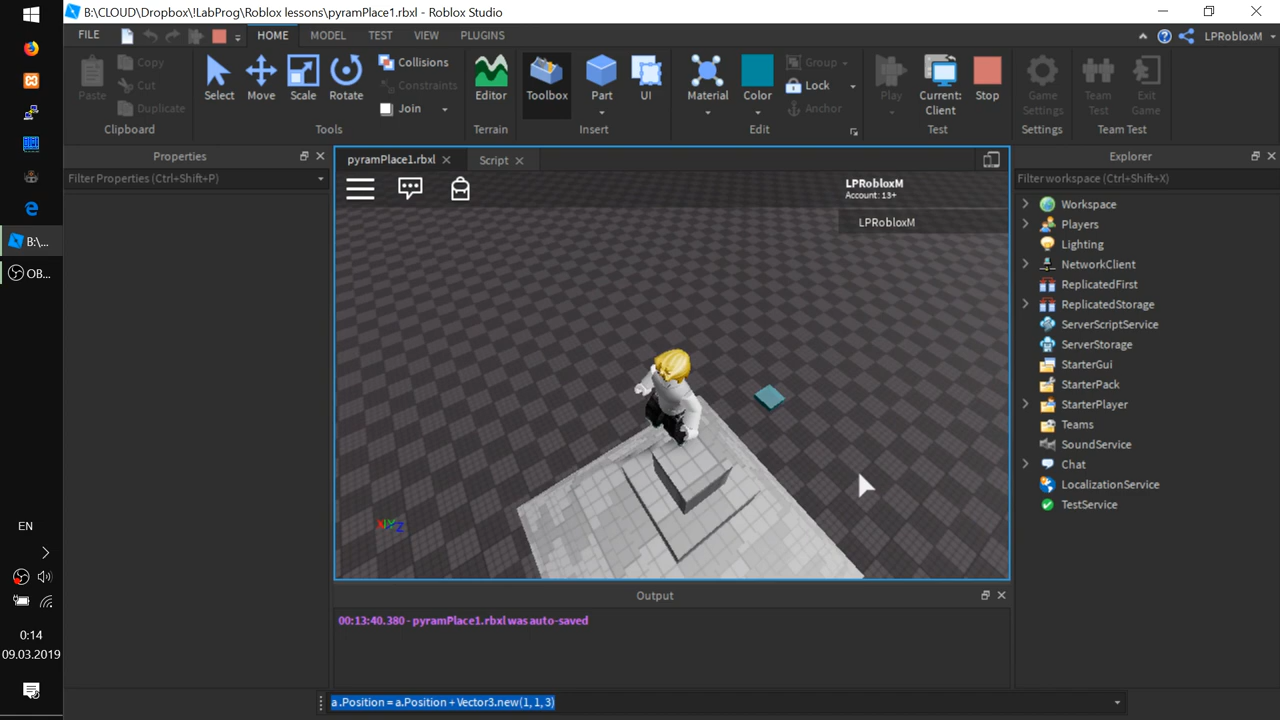 B:\CLOUD\Dropbox\!LabProg\Roblox lessons\pyramPlace1.rbxl - Roblox Studio
FILE HOME MODEL TEST VIEW PLUGINS LPRobloxM
Paste Copy Cut Duplicate
Clipboard
Select Move Scale Rotate
Collisions
Constraints
Join
Tools
Editor
Terrain
Toolbox Part UI
Insert
Material Color
Group
Lock
Anchor
Edit
Play Current: Client Stop
Test
Game Settings
Settings
Team Test Exit Game
Team Test
Properties
Filter Properties (Ctrl+Shift+P)
pyramPlace1.rbxl Script
LPRobloxM
Account: 13+
LPRobloxM
X Y Z
Explorer
Filter workspace (Ctrl+Shift+X)
Workspace
Players
Lighting
NetworkClient
ReplicatedFirst
ReplicatedStorage
ServerScriptService
ServerStorage
StarterGui
StarterPack
StarterPlayer
Teams
SoundService
Chat
LocalizationService
TestService
Output
00:13:40.380 - pyramPlace1.rbxl was auto-saved
a .Position = a.Position + Vector3.new(1, 1, 3)
B:\...
OB...
EN
0:14
09.03.2019